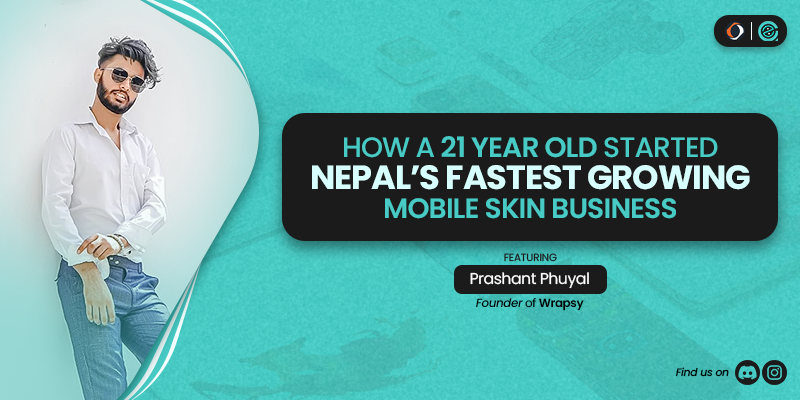 HOW A 21 YEAR OLD STARTED
NEPAL'S FASTEST GROWING
MOBILE SKIN BUSINESS
FEATURING
Prashant Phuyal
Founder of Wrapsy
Find us on